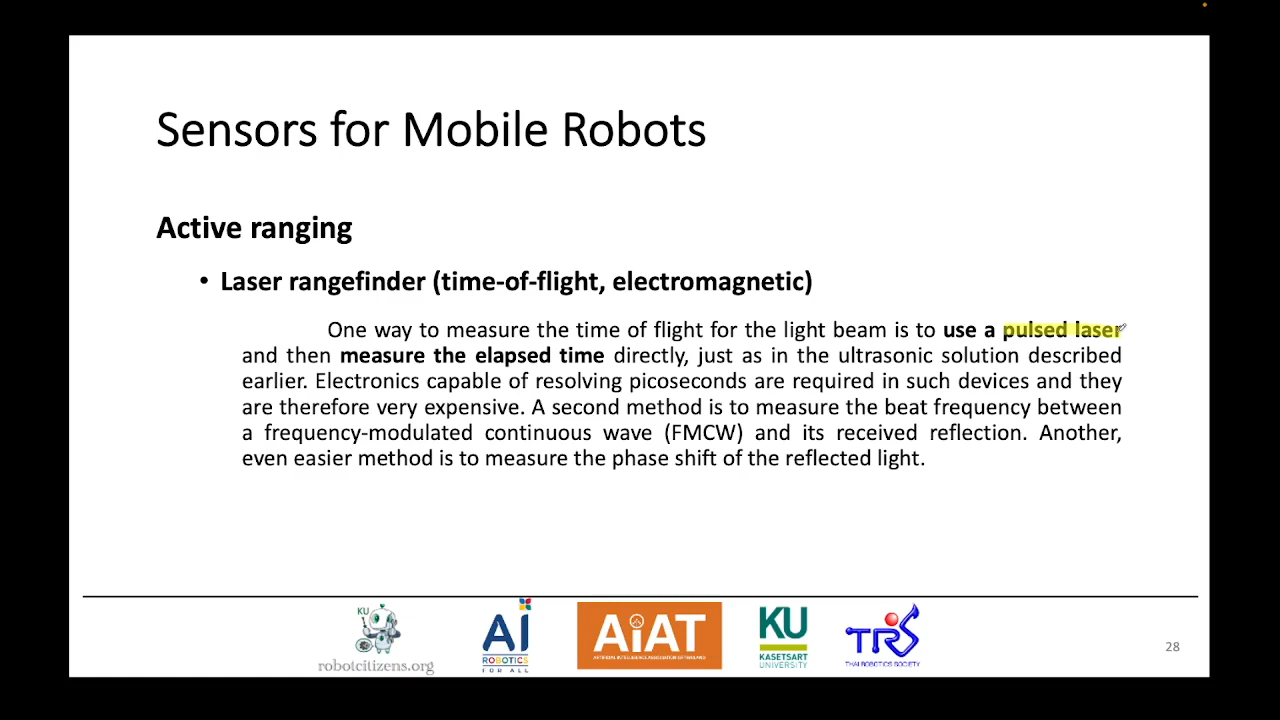 Sensors for Mobile Robots
Active ranging
• Laser rangefinder (time-of-flight, electromagnetic)
One way to measure the time of flight for the light beam is to use a pulsed laser
and then measure the elapsed time directly, just as in the ultrasonic solution described
earlier. Electronics capable of resolving picoseconds are required in such devices and they
are therefore very expensive. A second method is to measure the beat frequency between
a frequency-modulated continuous wave (FMCW) and its received reflection. Another,
even easier method is to measure the phase shift of the reflected light.
KU
robotcitizens.org
AI
ROBOTICS
FOR ALL
AiAT
ARTIFICIAL INTELLIGENCE ASSOCIATION OF THAILAND
KU
KASETSART
UNIVERSITY
TRS
THAI ROBOTICS SOCIETY
28